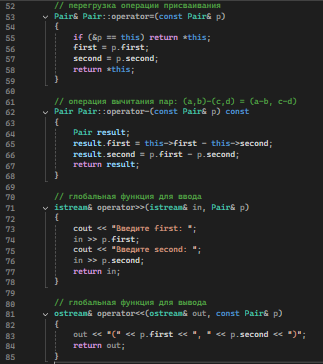 52 // перегрузка операции присваивания
53 Pair& Pair::operator=(const Pair& p)
54 {
55 if (&p == this) return *this;
56 first = p.first;
57 second = p.second;
58 return *this;
59 }
60
61 // операция вычитания пар: (a,b)-(c,d) = (a-b, c-d)
62 Pair Pair::operator-(const Pair& p) const
63 {
64 Pair result;
65 result.first = this->first - this->second;
66 result.second = p.first - p.second;
67 return result;
68 }
69
70 // глобальная функция для ввода
71 istream& operator>>(istream& in, Pair& p)
72 {
73 cout << "Введите first: ";
74 in >> p.first;
75 cout << "Введите second: ";
76 in >> p.second;
77 return in;
78 }
79
80 // глобальная функция для вывода
81 ostream& operator<<(ostream& out, const Pair& p)
82 {
83 out << "(" << p.first << ", " << p.second << ")";
84 return out;
85 }